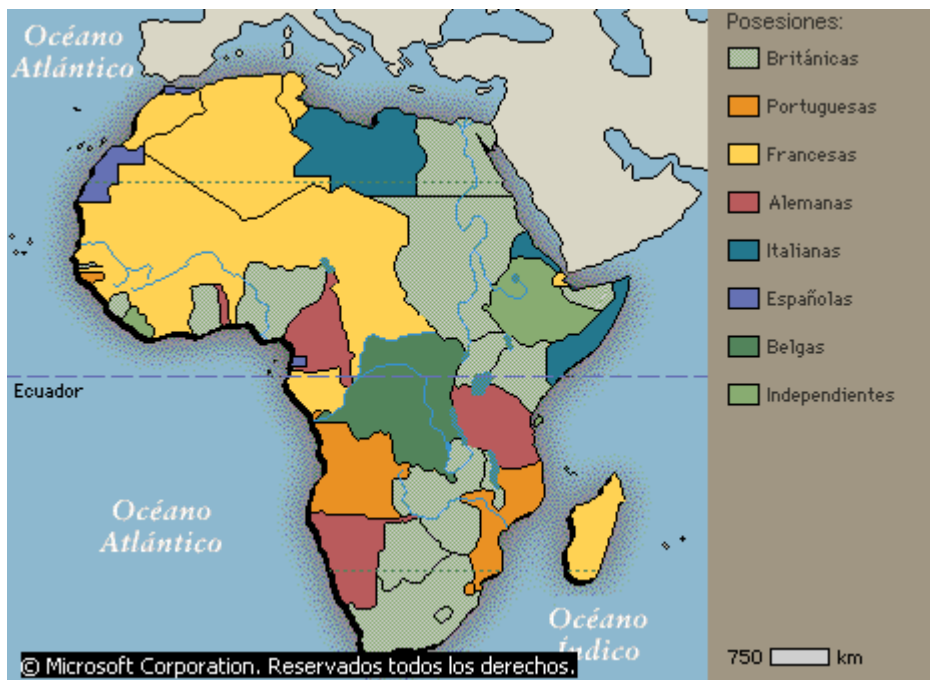 Océano
Atlántico
Posesiones:
Británicas
Portuguesas
Francesas
Alemanas
Italianas
Españolas
Belgas
Independientes
Ecuador
Océano
Atlántico
Océano
Índico
© Microsoft Corporation. Reservados todos los derechos.
750 km